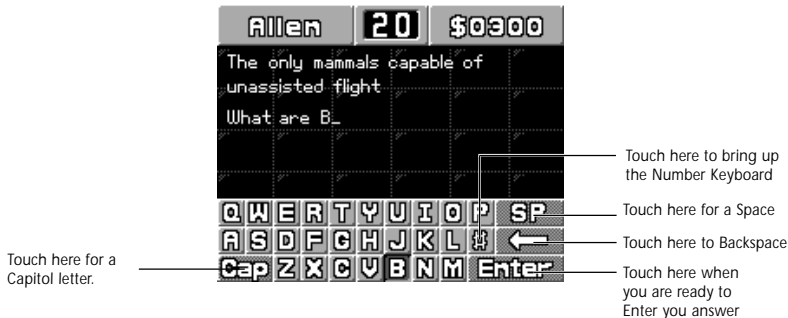 Allen 20 $0300
The only mammals capable of
unassisted flight
What are B_
Q W E R T Y U I O P SP
A S D F G H J K L # ←
Cap Z X C V B N M Enter
Touch here to bring up
the Number Keyboard
Touch here for a Space
Touch here to Backspace
Touch here when
you are ready to
Enter you answer
Touch here for a
Capitol letter.